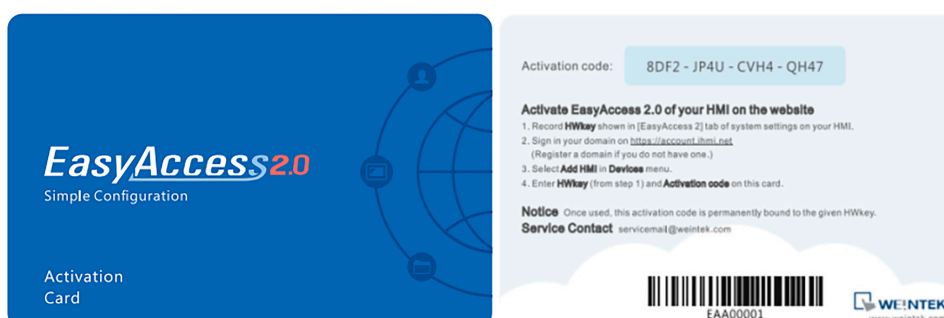 EasyAccess2.0
Simple Configuration
Activation
Card
Activation code: 8DF2 - JP4U - CVH4 - QH47
Activate EasyAccess 2.0 of your HMI on the website
1. Record HWkey shown in [EasyAccess 2] tab of system settings on your HMI.
2. Sign in your domain on https://account.ihmi.net
(Register a domain if you do not have one.)
3. Select Add HMI in Devices menu.
4. Enter HWkey (from step 1) and Activation code on this card.
Notice Once used, this activation code is permanently bound to the given HWkey.
Service Contact servicemail@weintek.com
EAA00001
WEINTEK
www.weintek.com